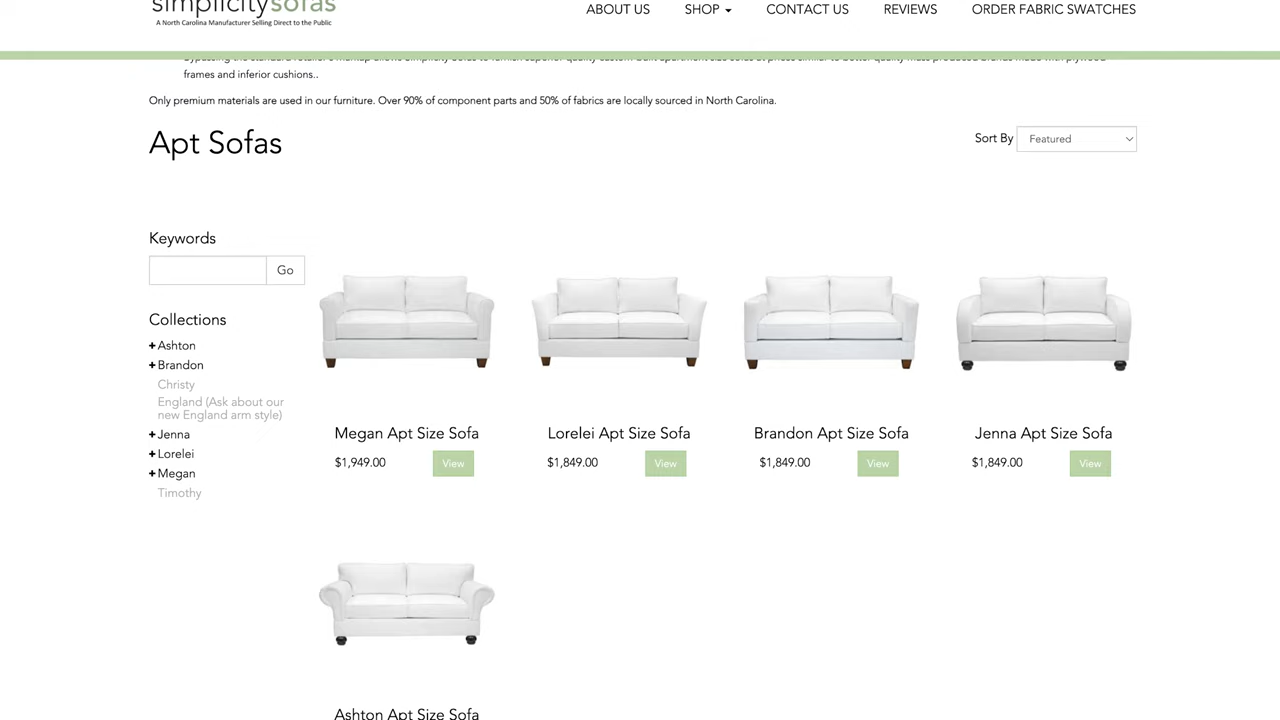 simplicitysofas
A North Carolina Manufacturer Selling Direct to the Public
ABOUT US
SHOP
CONTACT US
REVIEWS
ORDER FABRIC SWATCHES
frames and inferior cushions..
Only premium materials are used in our furniture. Over 90% of component parts and 50% of fabrics are locally sourced in North Carolina.
Apt Sofas
Sort By
Featured
Keywords
Go
Collections
+Ashton
+Brandon
Christy
England (Ask about our
new England arm style)
+Jenna
+Lorelei
+Megan
Timothy
Megan Apt Size Sofa
$1,949.00
View
Lorelei Apt Size Sofa
$1,849.00
View
Brandon Apt Size Sofa
$1,849.00
View
Jenna Apt Size Sofa
$1,849.00
View
Ashton Apt Size Sofa